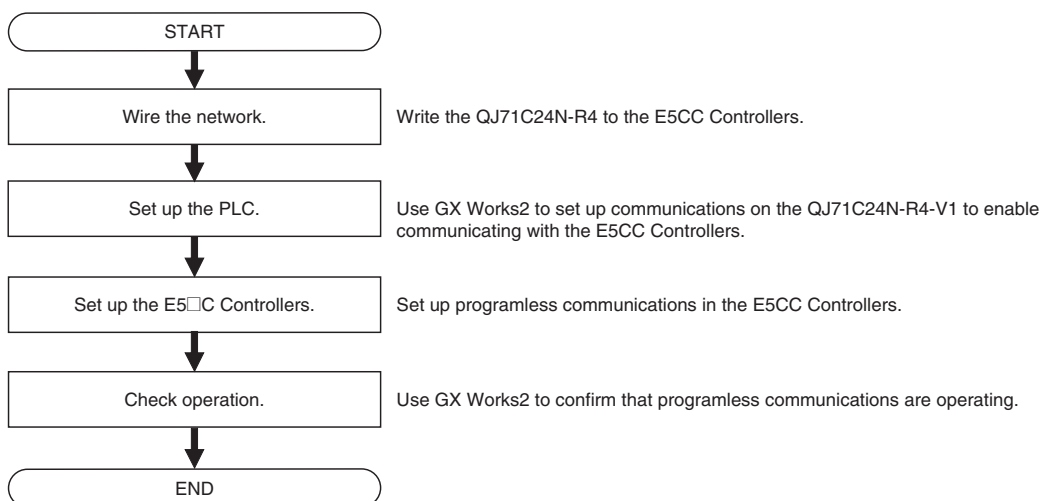 START
Wire the network.
Write the QJ71C24N-R4 to the E5CC Controllers.
Set up the PLC.
Use GX Works2 to set up communications on the QJ71C24N-R4-V1 to enable
communicating with the E5CC Controllers.
Set up the E5□C Controllers.
Set up programless communications in the E5CC Controllers.
Check operation.
Use GX Works2 to confirm that programless communications are operating.
END